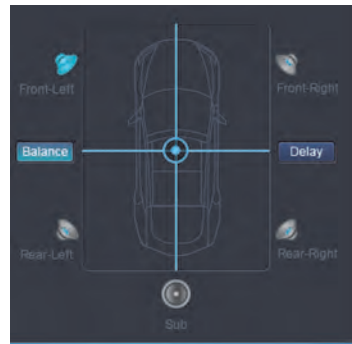 Front-Left
Front-Right
Balance
Delay
Rear-Left
Rear-Right
Sub